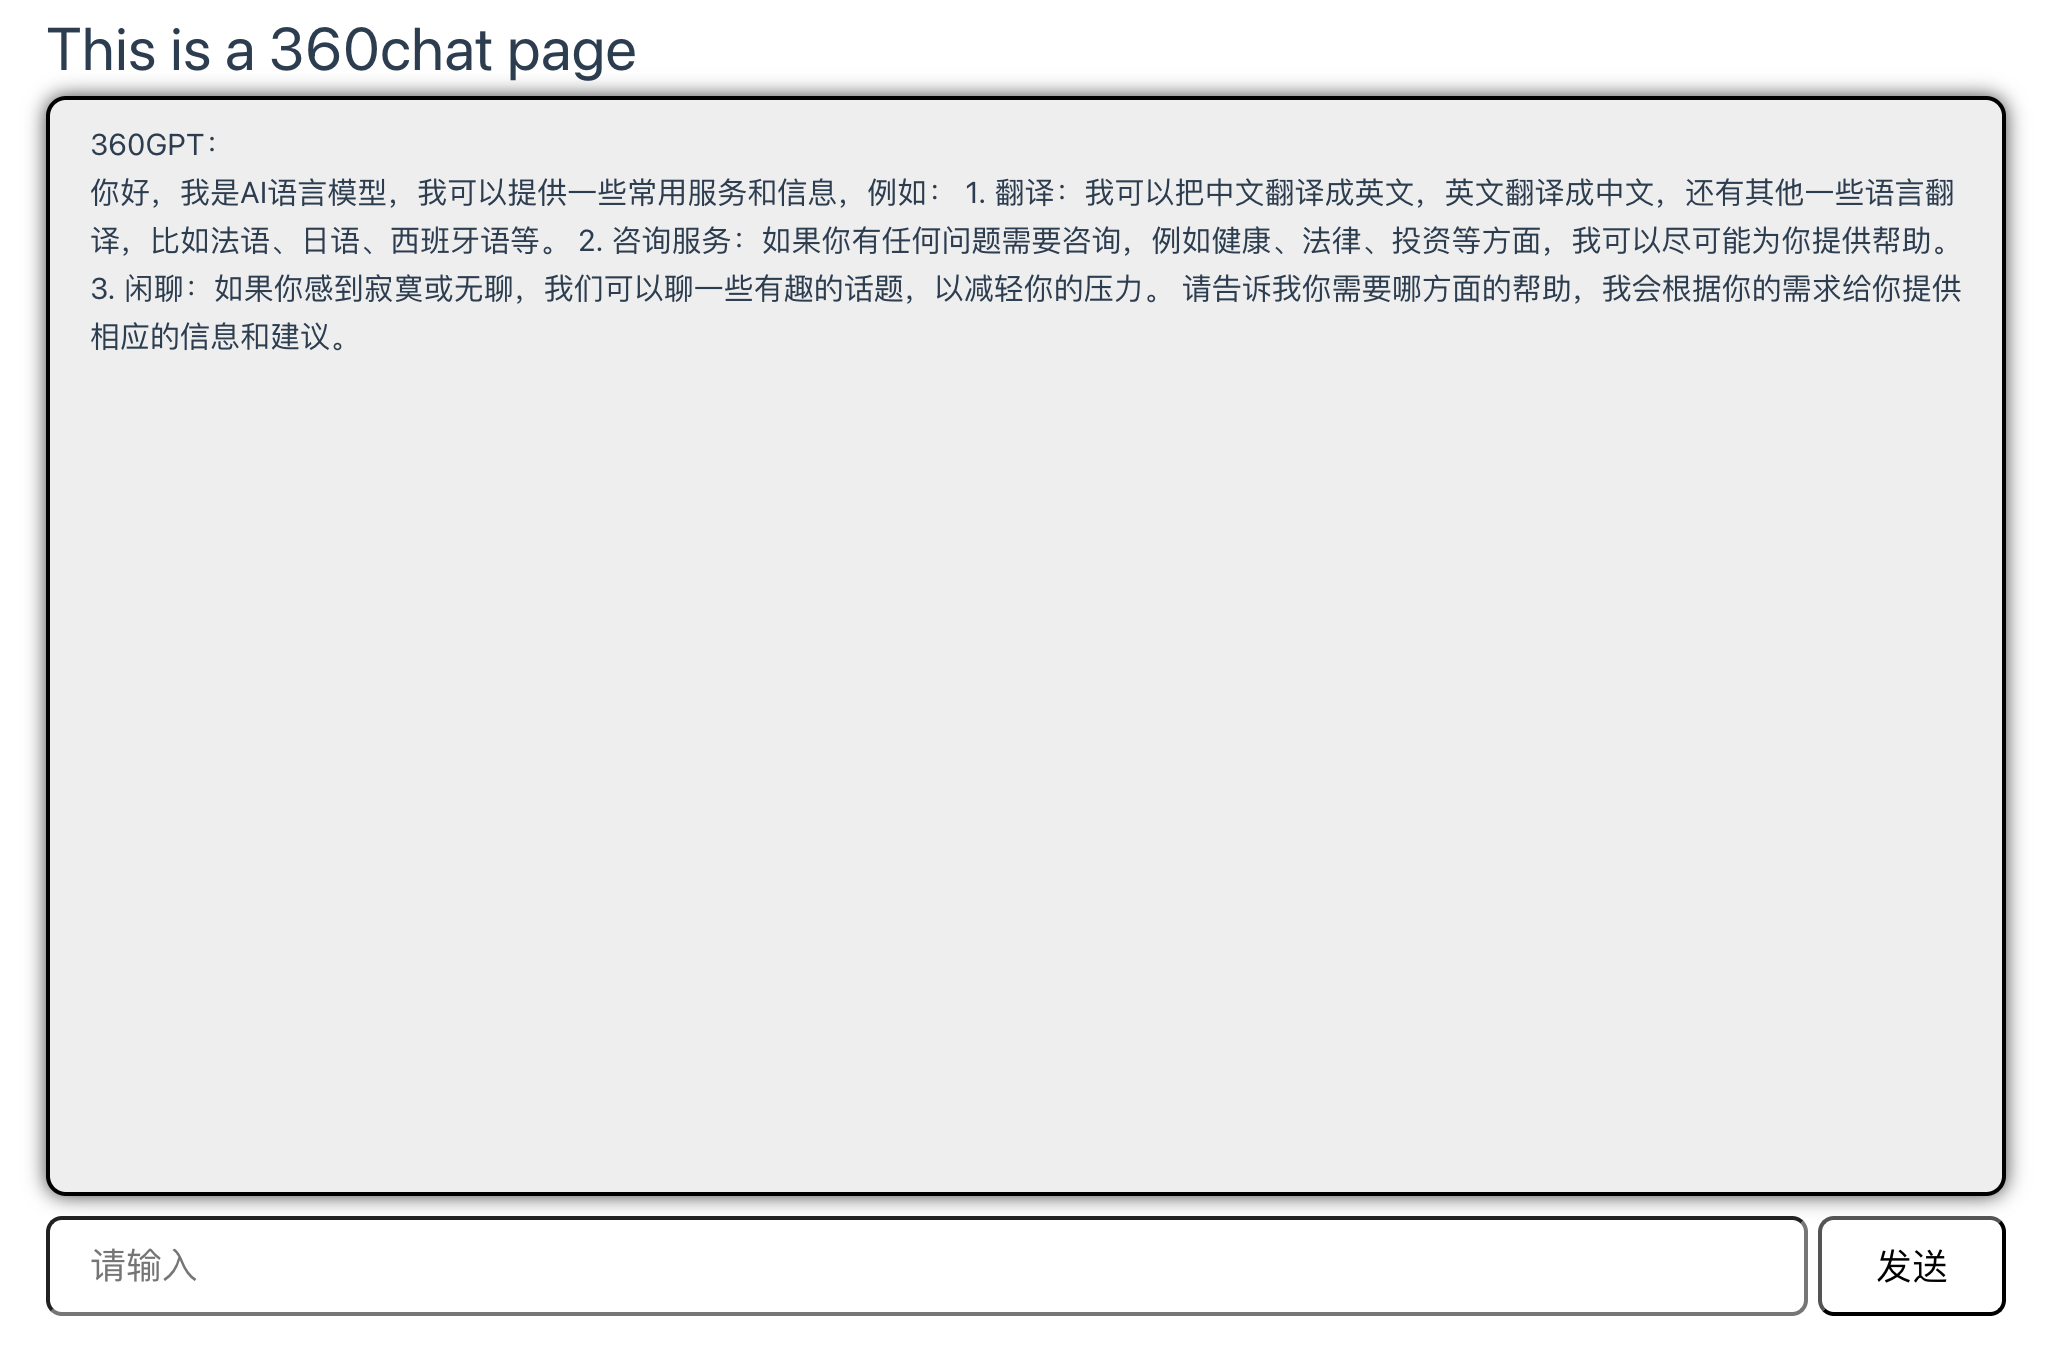 This is a 360chat page
360GPT：
你好，我是AI语言模型，我可以提供一些常用服务和信息，例如： 1. 翻译：我可以把中文翻译成英文，英文翻译成中文，还有其他一些语言翻
译，比如法语、日语、西班牙语等。 2. 咨询服务：如果你有任何问题需要咨询，例如健康、法律、投资等方面，我可以尽可能为你提供帮助。
3. 闲聊：如果你感到寂寞或无聊，我们可以聊一些有趣的话题，以减轻你的压力。 请告诉我你需要哪方面的帮助，我会根据你的需求给你提供
相应的信息和建议。
请输入
发送